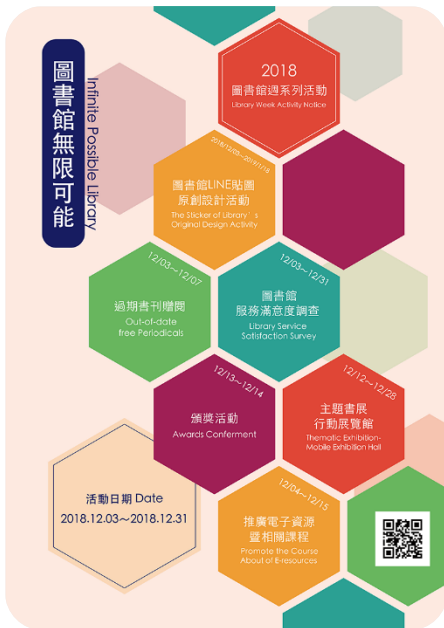 圖書館無限可能
Infinite Possible Library
2018
圖書館週系列活動
Library Week Activity Notice
2018/12/03~2019/1/18
圖書館LINE貼圖
原創設計活動
The Sticker of Library's
Original Design Activity
12/03~12/07
過期書刊贈閱
Out-of-date
free Periodicals
12/03~12/31
圖書館
服務滿意度調查
Library Service
Satisfaction Survey
12/13~12/14
頒獎活動
Awards Conferment
12/12~12/28
主題書展
行動展覽館
Thematic Exhibition-
Mobile Exhibition Hall
活動日期 Date
2018.12.03~2018.12.31
12/04~12/15
推廣電子資源
暨相關課程
Promote the Course
About of E-resources